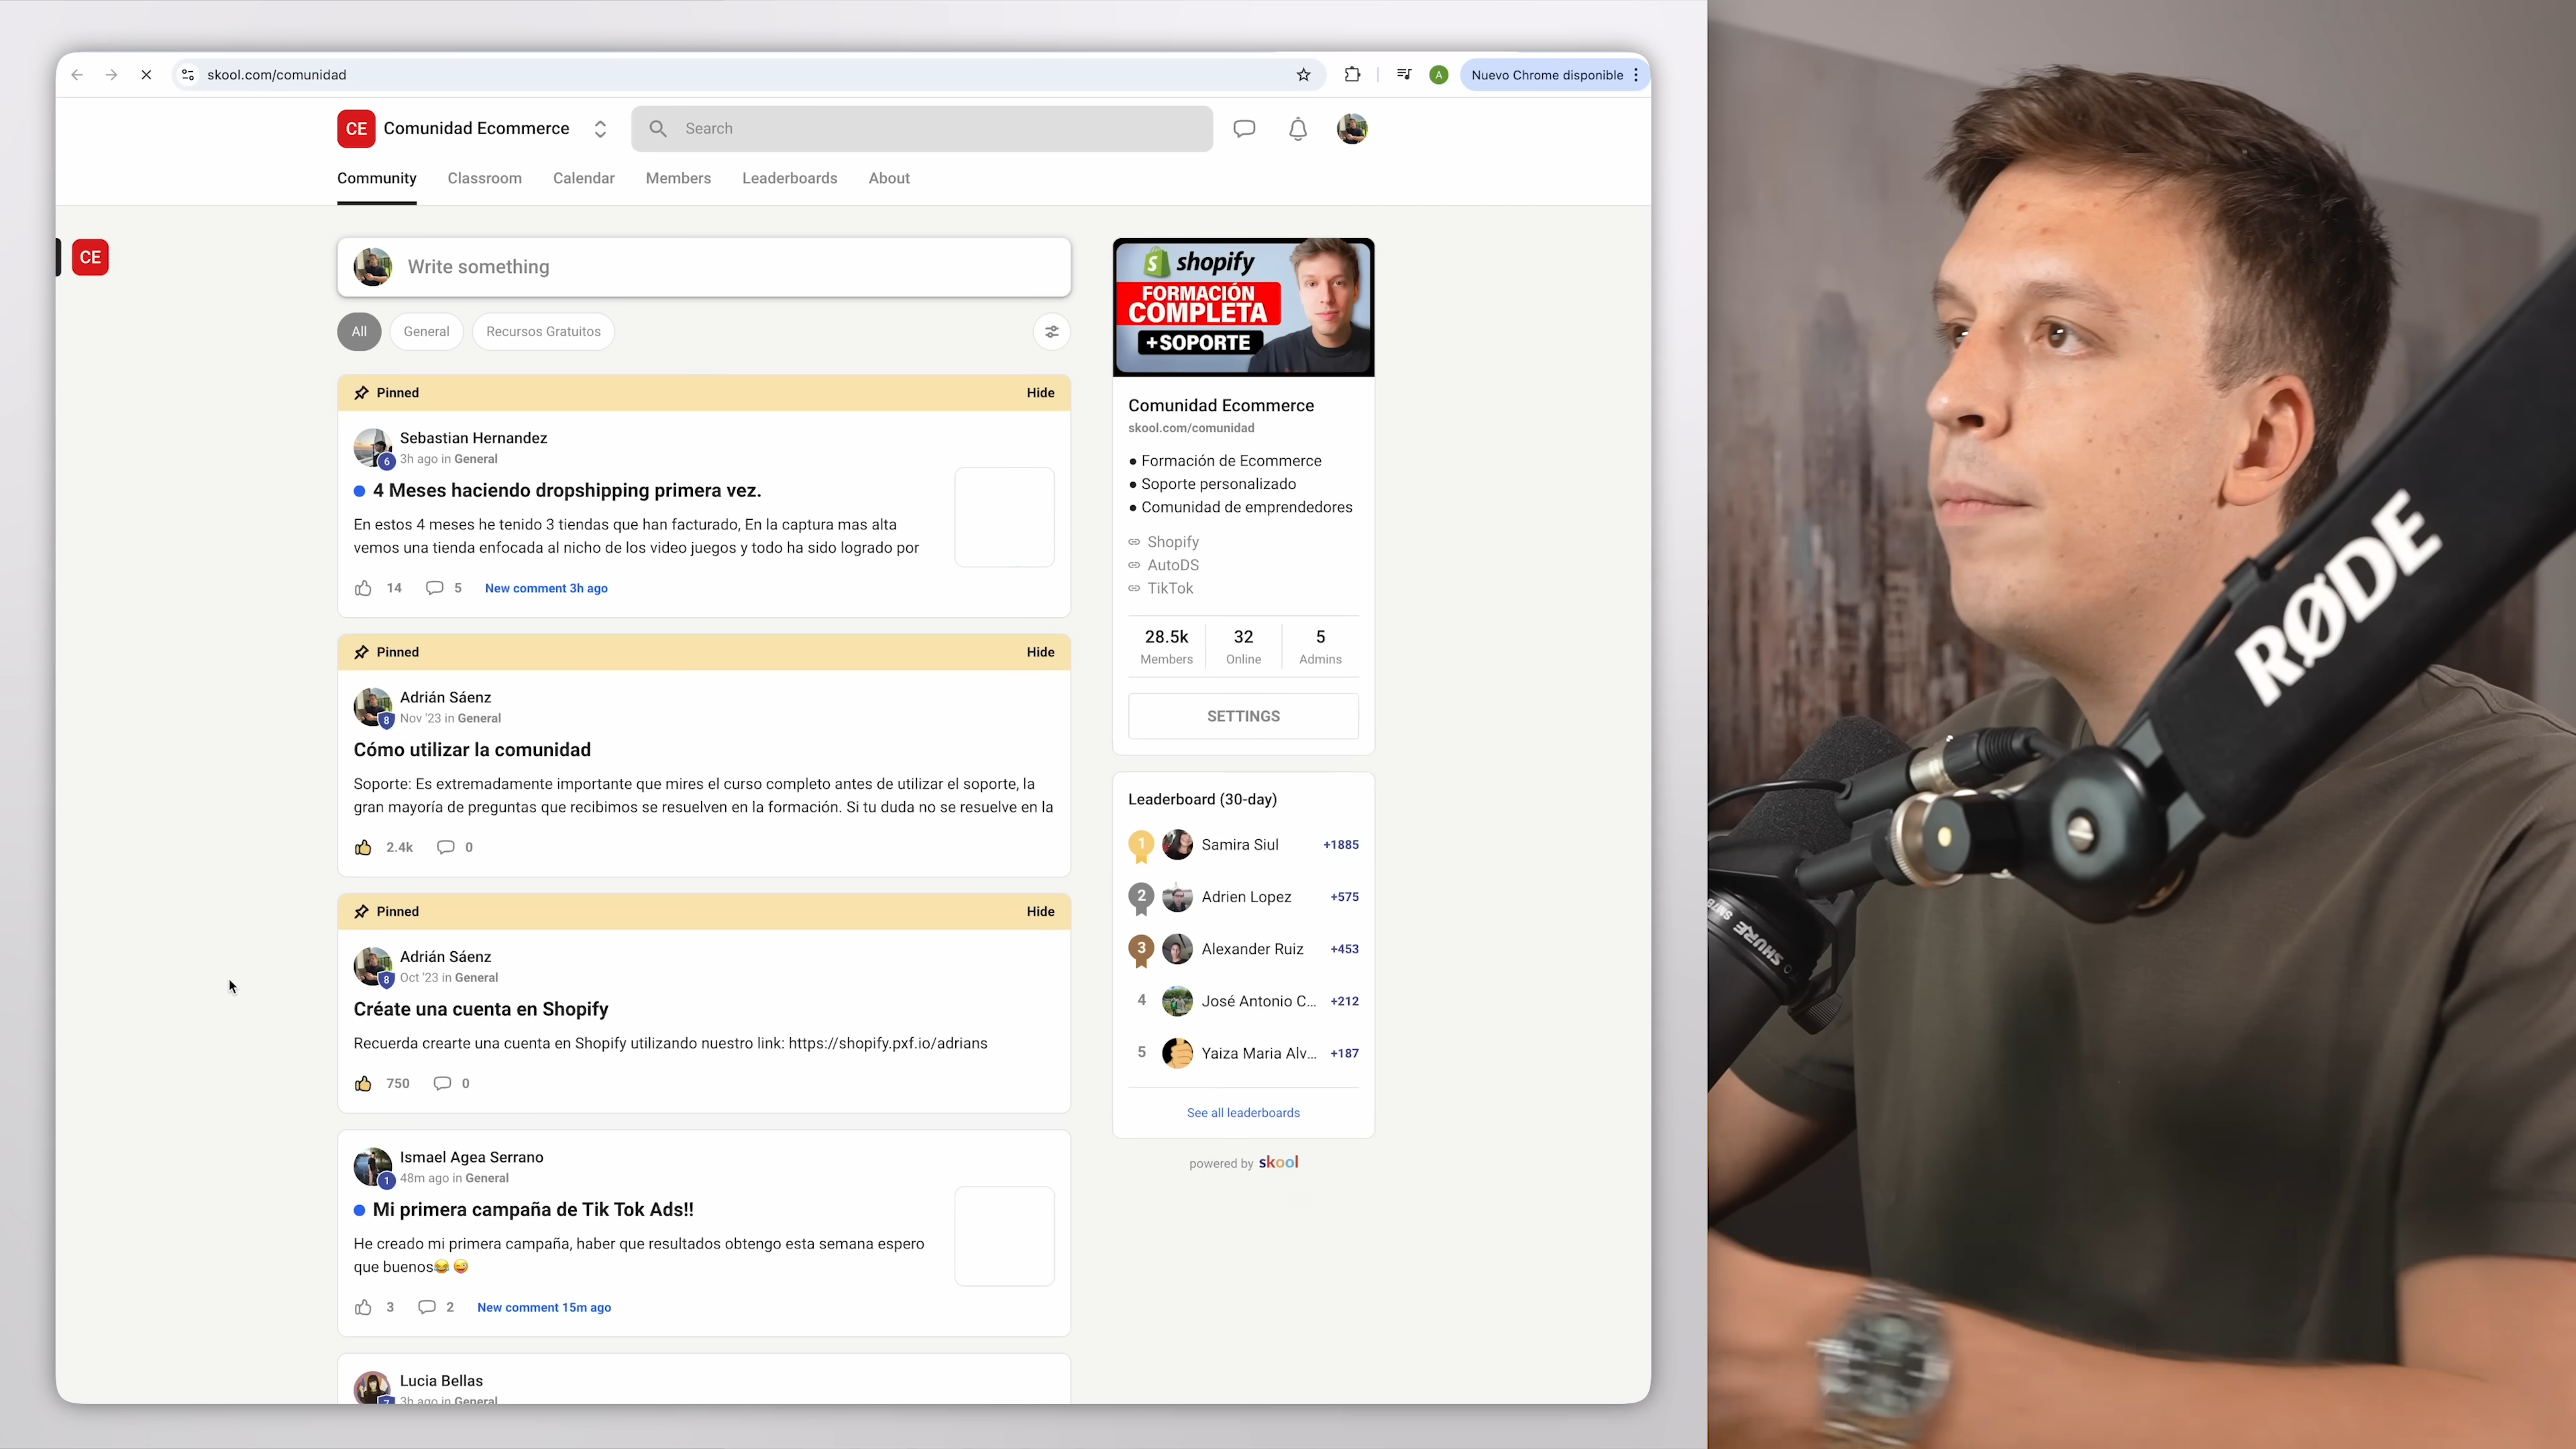 skool.com/comunidad
A
Nuevo Chrome disponible
CE
Comunidad Ecommerce
Search
Community
Classroom
Calendar
Members
Leaderboards
About
CE
Write something
All
General
Recursos Gratuitos
Pinned
Hide
Sebastian Hernandez
6
3h ago in General
4 Meses haciendo dropshipping primera vez.
En estos 4 meses he tenido 3 tiendas que han facturado, En la captura mas alta
vemos una tienda enfocada al nicho de los video juegos y todo ha sido logrado por
14
5
New comment 3h ago
Pinned
Hide
Adrián Sáenz
8
Nov '23 in General
Cómo utilizar la comunidad
Soporte: Es extremadamente importante que mires el curso completo antes de utilizar el soporte, la
gran mayoría de preguntas que recibimos se resuelven en la formación. Si tu duda no se resuelve en la
2.4k
0
Pinned
Hide
Adrián Sáenz
8
Oct '23 in General
Créate una cuenta en Shopify
Recuerda crearte una cuenta en Shopify utilizando nuestro link: https://shopify.pxf.io/adrians
750
0
Ismael Agea Serrano
1
48m ago in General
Mi primera campaña de Tik Tok Ads!!
He creado mi primera campaña, haber que resultados obtengo esta semana espero
que buenos😂 😜
3
2
New comment 15m ago
Lucia Bellas
7
3h ago in General
shopify
FORMACIÓN
COMPLETA
+SOPORTE
Comunidad Ecommerce
skool.com/comunidad
● Formación de Ecommerce
● Soporte personalizado
● Comunidad de emprendedores
Shopify
AutoDS
TikTok
28.5k
Members
32
Online
5
Admins
SETTINGS
Leaderboard (30-day)
1
Samira Siul
+1885
2
Adrien Lopez
+575
3
Alexander Ruiz
+453
4
José Antonio C...
+212
5
Yaiza Maria Alv...
+187
See all leaderboards
powered by skool
RØDE
SHURE SM7B